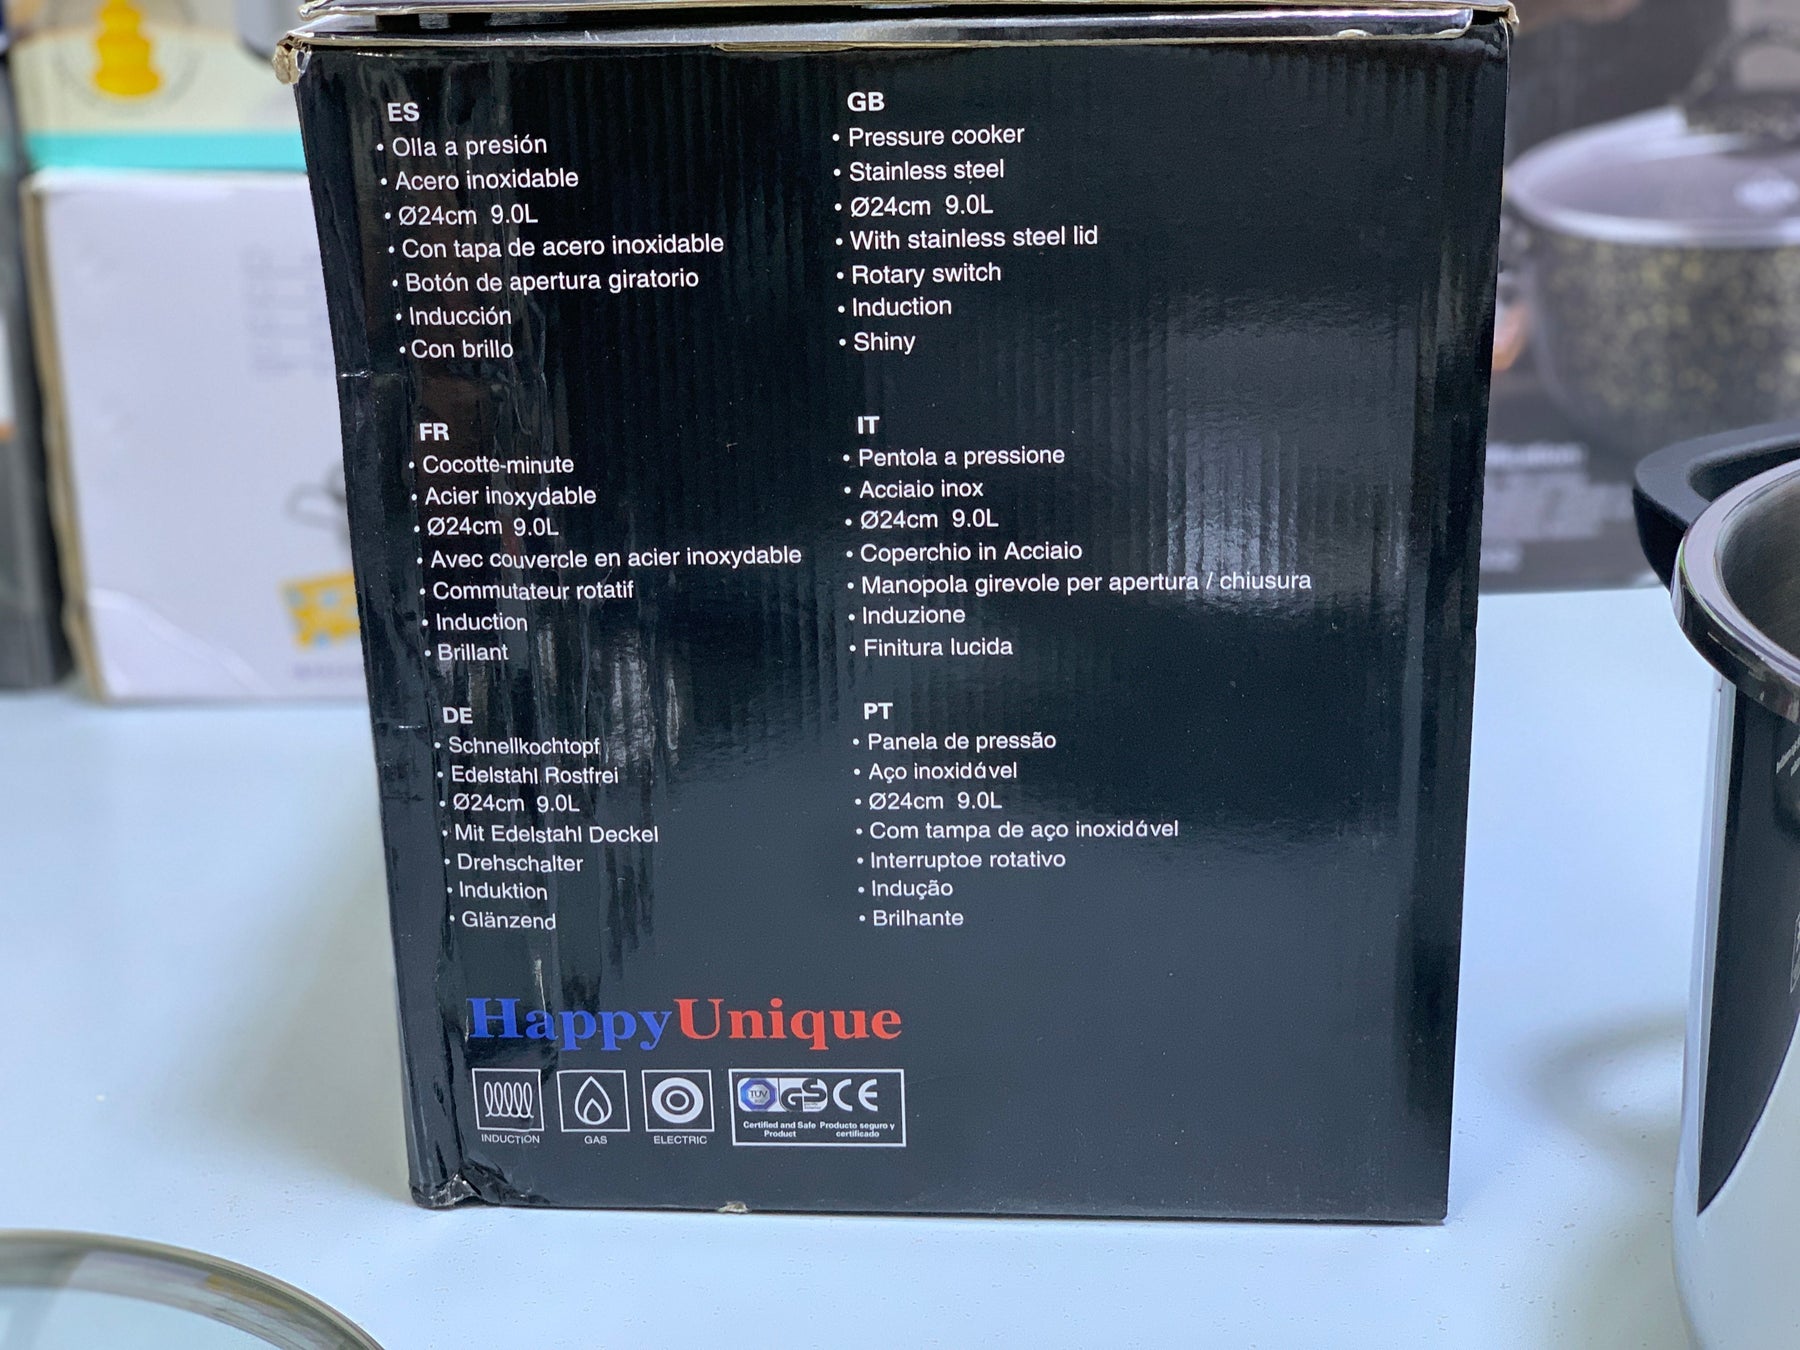 ES
• Olla a presión
• Acero inoxidable
• Ø24cm 9.0L
• Con tapa de acero inoxidable
• Botón de apertura giratorio
• Inducción
• Con brillo
GB
• Pressure cooker
• Stainless steel
• Ø24cm 9.0L
• With stainless steel lid
• Rotary switch
• Induction
• Shiny
FR
• Cocotte-minute
• Acier inoxydable
• Ø24cm 9.0L
• Avec couvercle en acier inoxydable
• Commutateur rotatif
• Induction
• Brillant
IT
• Pentola a pressione
• Acciaio inox
• Ø24cm 9.0L
• Coperchio in Acciaio
• Manopola girevole per apertura / chiusura
• Induzione
• Finitura lucida
DE
• Schnellkochtopf
• Edelstahl Rostfrei
• Ø24cm 9.0L
• Mit Edelstahl Deckel
• Drehschalter
• Induktion
• Glänzend
PT
• Panela de pressão
• Aço inoxidável
• Ø24cm 9.0L
• Com tampa de aço inoxidável
• Interruptoe rotativo
• Indução
• Brilhante
HappyUnique
INDUCTION
GAS
ELECTRIC
TÜV GS CE
Certified and Safe
Product
Producto seguro y
certificado